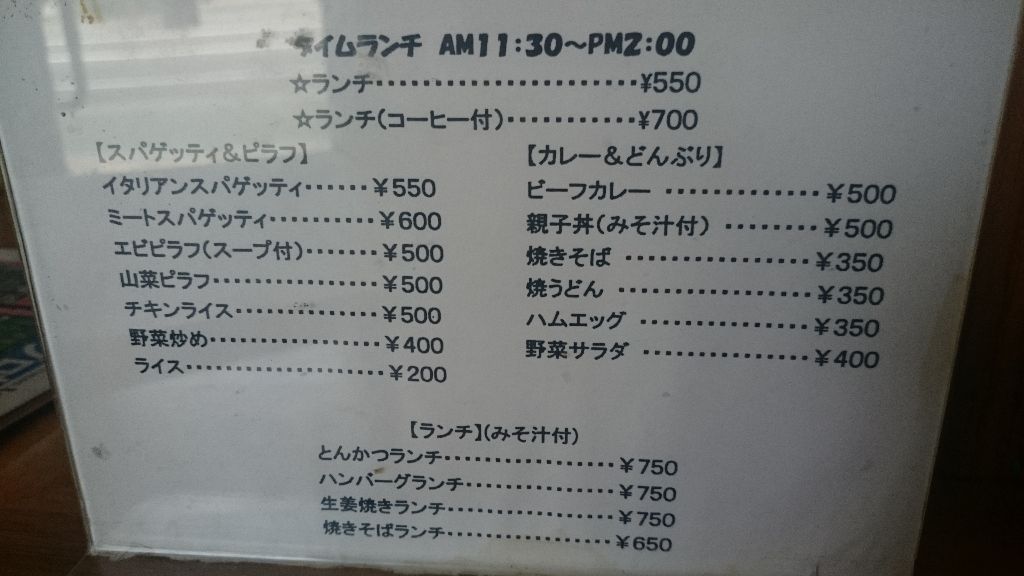 タイムランチ AM11:30～PM2:00
☆ランチ・・・・・・・・・・・・・・・・・・・・・・・¥550
☆ランチ（コーヒー付）・・・・・・・・・・・¥700
【スパゲッティ＆ピラフ】
イタリアンスパゲッティ・・・・・・￥550
ミートスパゲッティ・・・・・・・・・・￥600
エビピラフ（スープ付）・・・・・・・￥500
山菜ピラフ・・・・・・・・・・・・・・・￥500
チキンライス・・・・・・・・・・・・・￥500
野菜炒め・・・・・・・・・・・・・・・・￥400
ライス・・・・・・・・・・・・・・・・・・・￥200
【カレー＆どんぶり】
ビーフカレー ・・・・・・・・・・・・・￥500
親子丼（みそ汁付） ・・・・・・・・￥500
焼きそば ・・・・・・・・・・・・・・・・￥350
焼うどん ・・・・・・・・・・・・・・・・・￥350
ハムエッグ ・・・・・・・・・・・・・・・￥350
野菜サラダ ・・・・・・・・・・・・・・・￥400
【ランチ】（みそ汁付）
とんかつランチ・・・・・・・・・・・・・・・・￥750
ハンバーグランチ・・・・・・・・・・・・・・￥750
生姜焼きランチ・・・・・・・・・・・・・・・・￥750
焼きそばランチ・・・・・・・・・・・・・・・・￥650